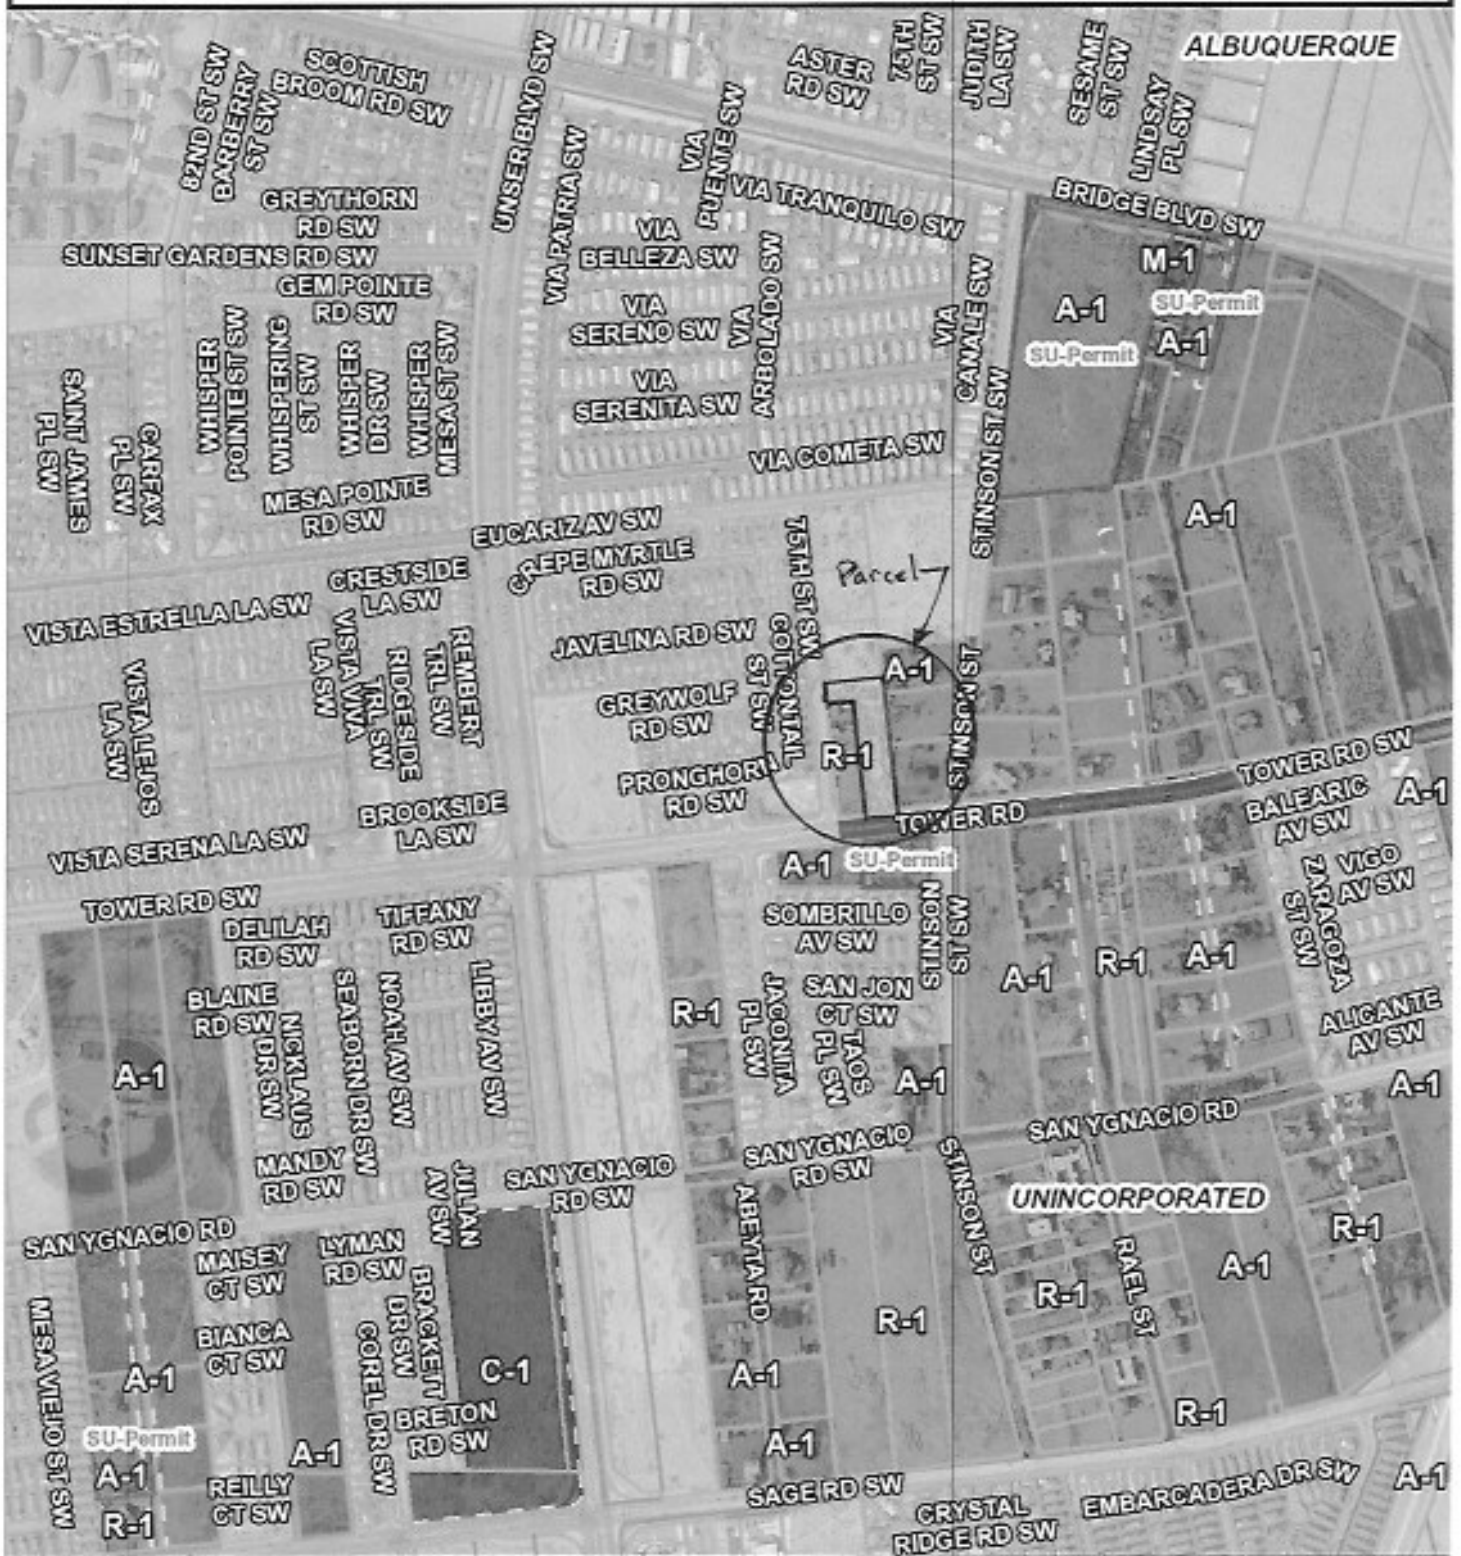 ALBUQUERQUE
82ND ST SW
BARBERRY
ST SW
SCOTTISH
BROOM RD SW
UNSER BLVD SW
ASTER
RD SW
75TH
ST SW
JUDITH
LA SW
SESAME
ST SW
LINDSAY
PL SW
VIA PATRIA SW
VIA
PUENTE SW
VIA TRANQUILO SW
BRIDGE BLVD SW
GREYTHORN
RD SW
SUNSET GARDENS RD SW
GEM POINTE
RD SW
VIA
BELLEZA SW
VIA
SERENO SW
VIA
ARBOLADO SW
VIA
CANALE SW
M-1
SU-Permit
A-1
A-1
SU-Permit
WHISPER
POINTE ST SW
WHISPERING
ST SW
WHISPER
DR SW
WHISPER
MESA ST SW
VIA
SERENITA SW
SAINT JAMES
PL SW
CARFAX
PL SW
MESA POINTE
RD SW
VIA COMETA SW
STINSON ST SW
A-1
EUCARIZ AV SW
CREPE MYRTLE
RD SW
75TH ST SW
Parcel
CRESTSIDE
LA SW
VISTA ESTRELLA LA SW
VISTA VIVA
LA SW
RIDGESIDE
TRL SW
REMBERT
TRL SW
JAVELINA RD SW
COTTONTAIL
ST SW
A-1
STINSON ST
VISTA LEJOS
LA SW
GREYWOLF
RD SW
R-1
PRONGHORN
RD SW
BROOKSIDE
LA SW
VISTA SERENA LA SW
TOWER RD
TOWER RD SW
BALEARIC
AV SW
A-1
A-1
SU-Permit
VIGO
AV SW
ZARAGOZA
ST SW
TOWER RD SW
DELILAH
RD SW
TIFFANY
RD SW
SOMBRILLO
AV SW
STINSON
ST SW
A-1
R-1
A-1
BLAINE
RD SW
NICKLAUS
DR SW
SEABORN DR SW
NOAH AV SW
LIBBY AV SW
R-1
JACONITA
PL SW
SAN JON
CT SW
TAOS
PL SW
ALICANTE
AV SW
A-1
A-1
A-1
MANDY
RD SW
JULIAN
AV SW
SAN YGNACIO
RD SW
SAN YGNACIO
RD SW
SAN YGNACIO RD
UNINCORPORATED
SAN YGNACIO RD
MAISEY
CT SW
LYMAN
RD SW
ABEYTA RD
STINSON ST
RAEL ST
R-1
A-1
R-1
R-1
MESA VIEJO ST SW
BIANCA
CT SW
BRACKETT
DR SW
COREL DR SW
C-1
A-1
A-1
BRETON
RD SW
SU-Permit
A-1
A-1
A-1
R-1
R-1
REILLY
CT SW
SAGE RD SW
CRYSTAL
RIDGE RD SW
EMBARCADERA DR SW
A-1